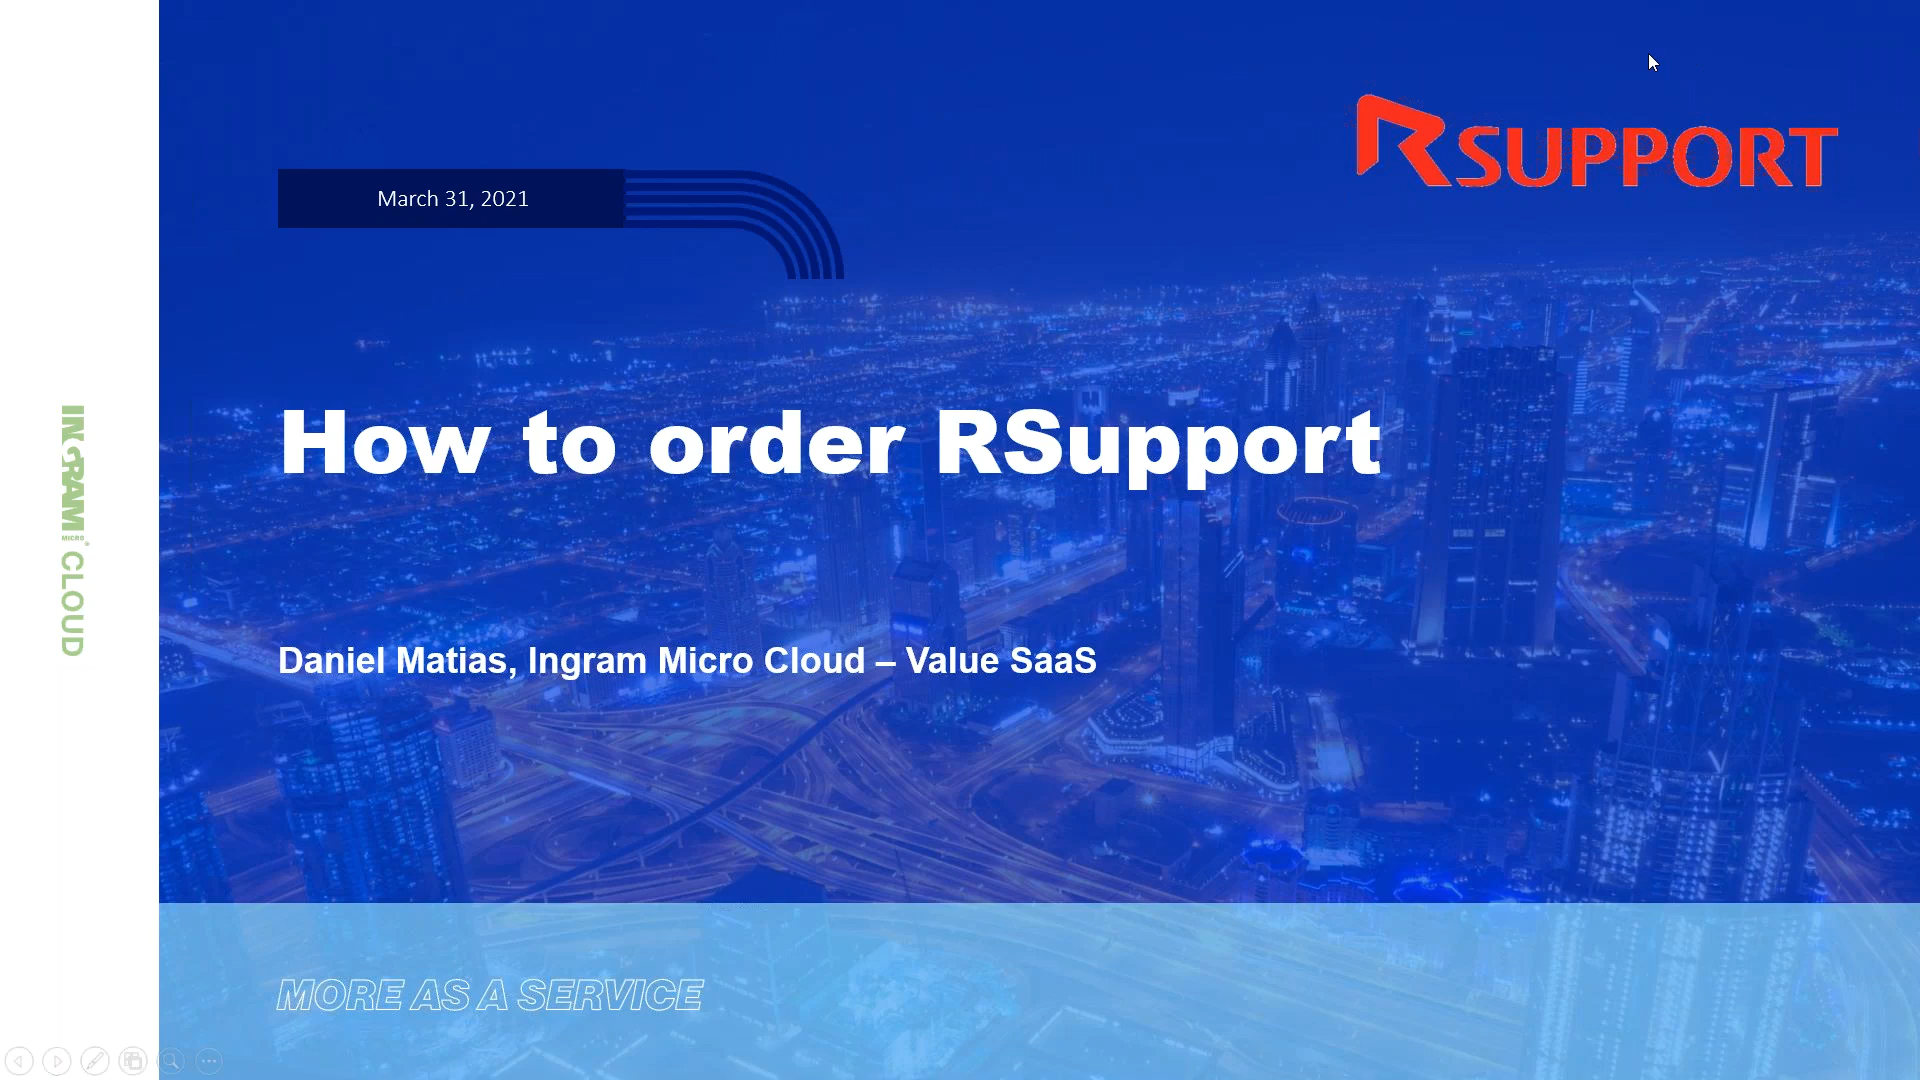 RSUPPORT
March 31, 2021
How to order RSupport
Daniel Matias, Ingram Micro Cloud – Value SaaS
INGRAM MICRO® CLOUD
MORE AS A SERVICE